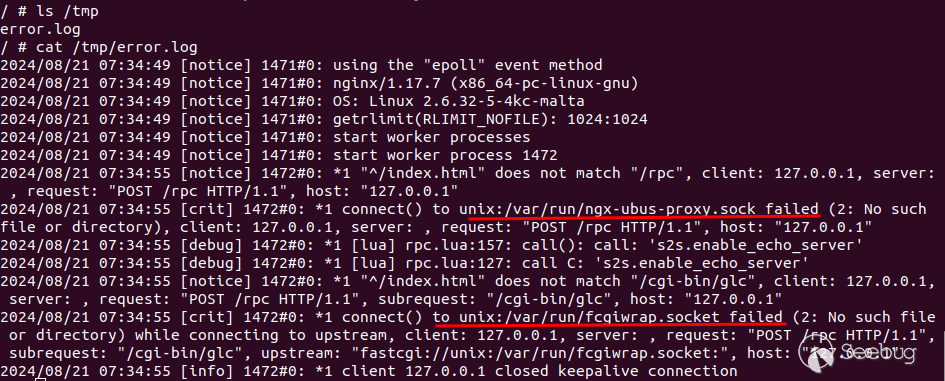 / # ls /tmp
error.log
/ # cat /tmp/error.log
2024/08/21 07:34:49 [notice] 1471#0: using the "epoll" event method
2024/08/21 07:34:49 [notice] 1471#0: nginx/1.17.7 (x86_64-pc-linux-gnu)
2024/08/21 07:34:49 [notice] 1471#0: OS: Linux 2.6.32-5-4kc-malta
2024/08/21 07:34:49 [notice] 1471#0: getrlimit(RLIMIT_NOFILE): 1024:1024
2024/08/21 07:34:49 [notice] 1471#0: start worker processes
2024/08/21 07:34:49 [notice] 1471#0: start worker process 1472
2024/08/21 07:34:55 [notice] 1472#0: *1 "^/index.html" does not match "/rpc", client: 127.0.0.1, server:
, request: "POST /rpc HTTP/1.1", host: "127.0.0.1"
2024/08/21 07:34:55 [crit] 1472#0: *1 connect() to unix:/var/run/ngx-ubus-proxy.sock failed (2: No such
file or directory), client: 127.0.0.1, server: , request: "POST /rpc HTTP/1.1", host: "127.0.0.1"
2024/08/21 07:34:55 [debug] 1472#0: *1 [lua] rpc.lua:157: call(): call: 's2s.enable_echo_server'
2024/08/21 07:34:55 [debug] 1472#0: *1 [lua] rpc.lua:127: call C: 's2s.enable_echo_server'
2024/08/21 07:34:55 [notice] 1472#0: *1 "^/index.html" does not match "/cgi-bin/glc", client: 127.0.0.1,
server: , request: "POST /rpc HTTP/1.1", subrequest: "/cgi-bin/glc", host: "127.0.0.1"
2024/08/21 07:34:55 [crit] 1472#0: *1 connect() to unix:/var/run/fcgiwrap.socket failed (2: No such file
or directory) while connecting to upstream, client: 127.0.0.1, server: , request: "POST /rpc HTTP/1.1",
subrequest: "/cgi-bin/glc", upstream: "fastcgi://unix:/var/run/fcgiwrap.socket:", host: "127.0.0.1"
2024/08/21 07:34:55 [info] 1472#0: *1 client 127.0.0.1 closed keepalive connection
Seebug